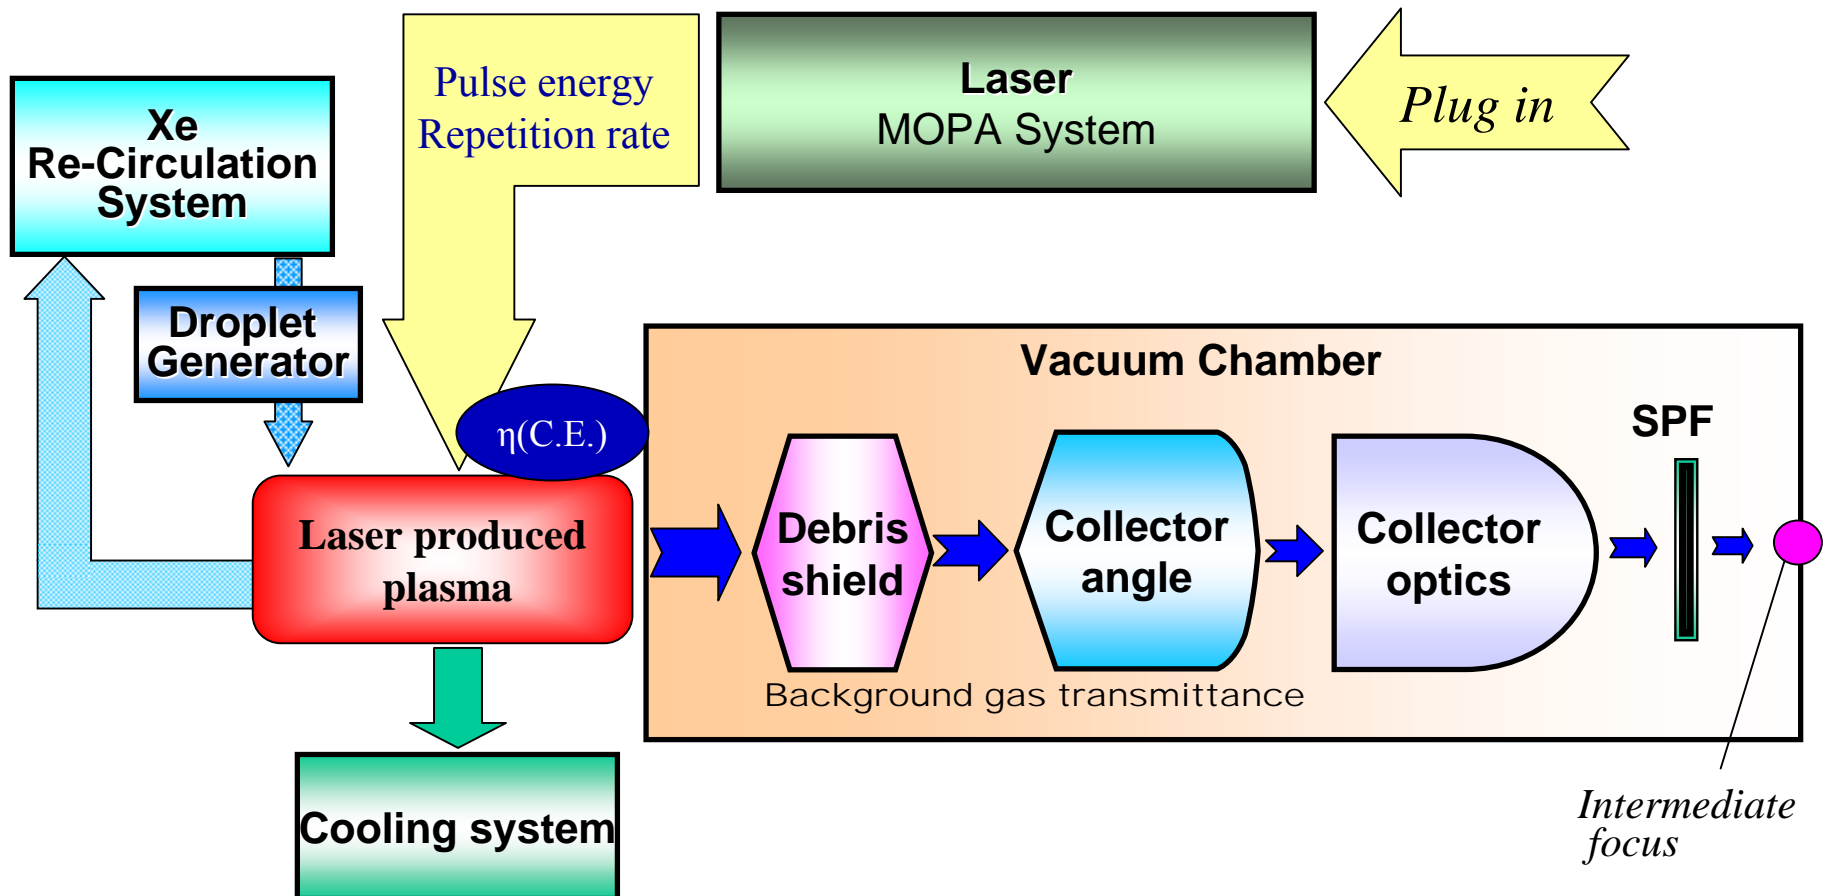 Pulse energy
Repetition rate
Laser
MOPA System
Plug in
Xe
Re-Circulation
System
Droplet
Generator
η(C.E.)
Laser produced
plasma
Cooling system
Vacuum Chamber
SPF
Debris
shield
Collector
angle
Collector
optics
Background gas transmittance
Intermediate
focus